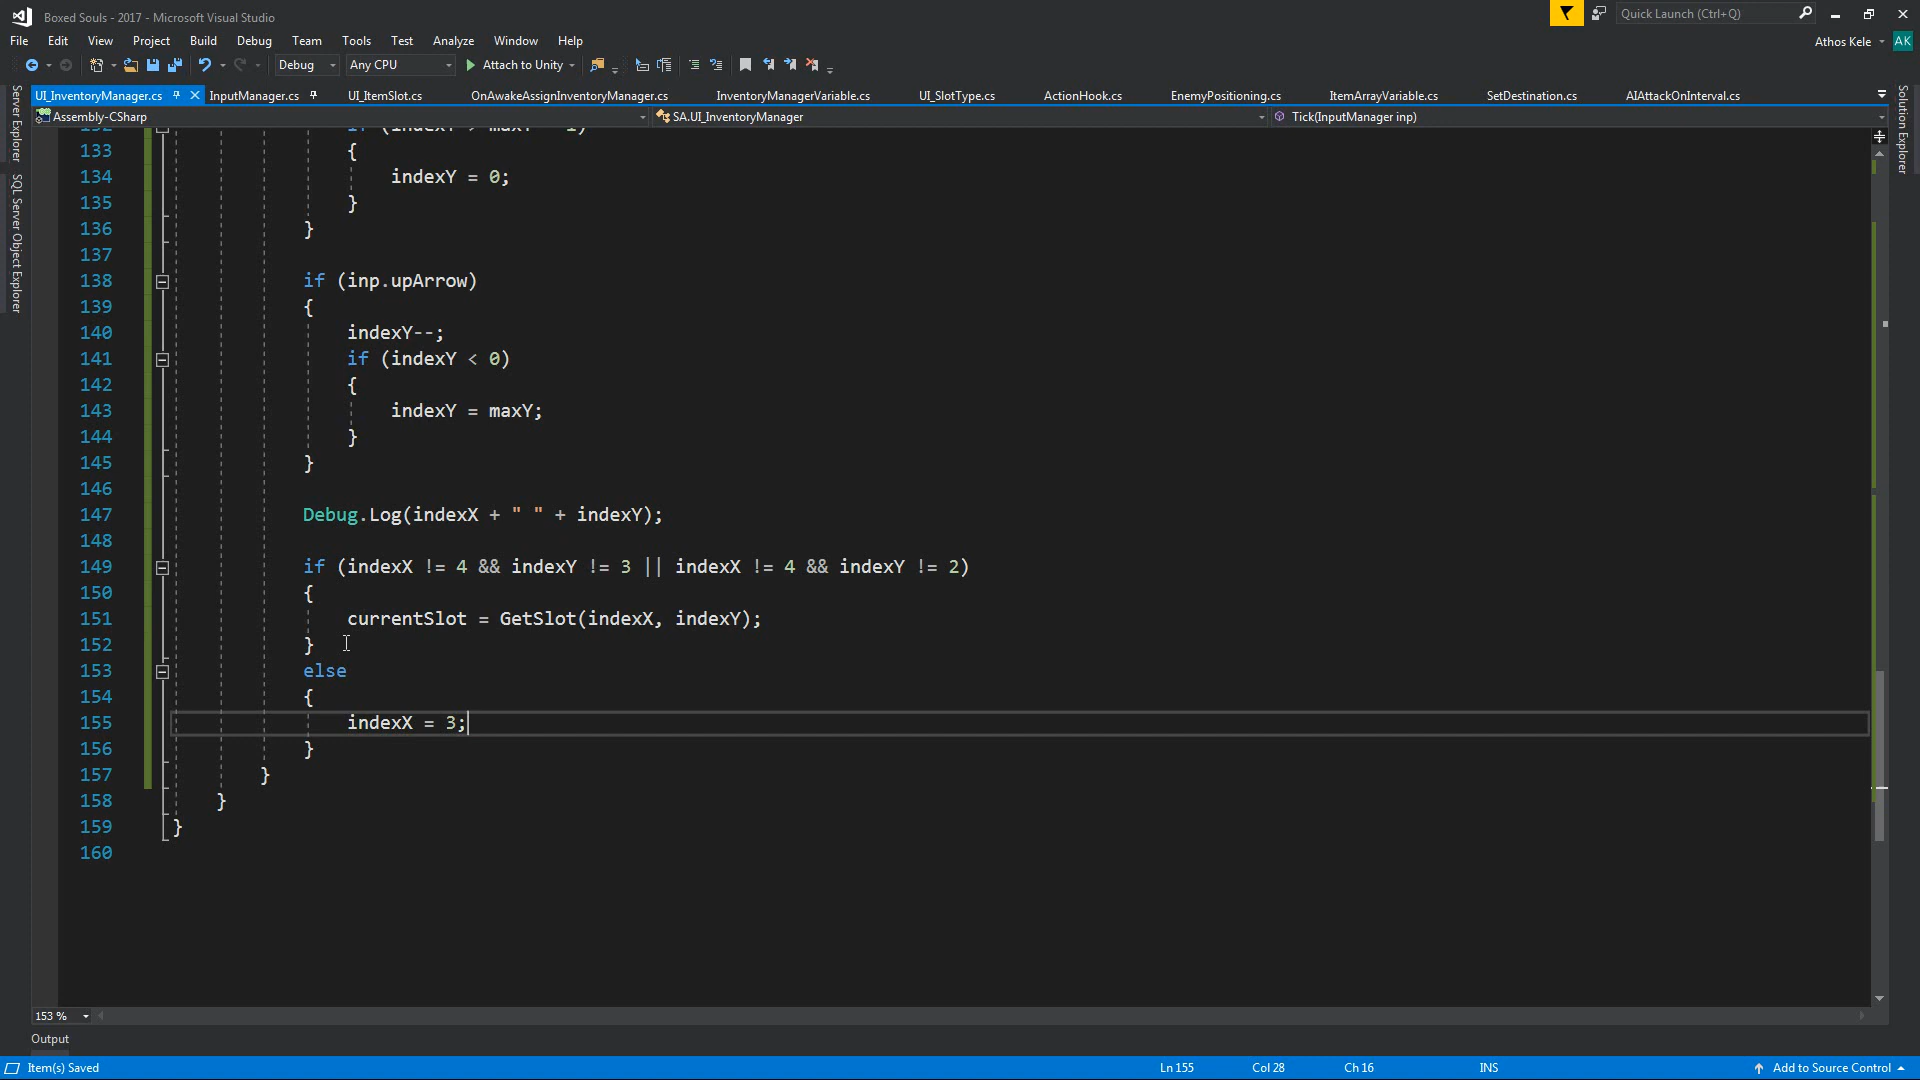 Boxed Souls - 2017 - Microsoft Visual Studio
Quick Launch (Ctrl+Q)
File Edit View Project Build Debug Team Tools Test Analyze Window Help
Athos Kele AK
Debug Any CPU Attach to Unity
UI_InventoryManager.cs InputManager.cs UI_ItemSlot.cs OnAwakeAssignInventoryManager.cs InventoryManagerVariable.cs UI_SlotType.cs ActionHook.cs EnemyPositioning.cs ItemArrayVariable.cs SetDestination.cs AIAttackOnInterval.cs
Assembly-CSharp SA.UI_InventoryManager Tick(InputManager inp)
Server Explorer
SQL Server Object Explorer
Solution Explorer
133 {
134 indexY = 0;
135 }
136 }
137
138 if (inp.upArrow)
139 {
140 indexY--;
141 if (indexY < 0)
142 {
143 indexY = maxY;
144 }
145 }
146
147 Debug.Log(indexX + " " + indexY);
148
149 if (indexX != 4 && indexY != 3 || indexX != 4 && indexY != 2)
150 {
151 currentSlot = GetSlot(indexX, indexY);
152 }
153 else
154 {
155 indexX = 3;
156 }
157 }
158 }
159 }
160
153 %
Output
Item(s) Saved Ln 155 Col 28 Ch 16 INS Add to Source Control